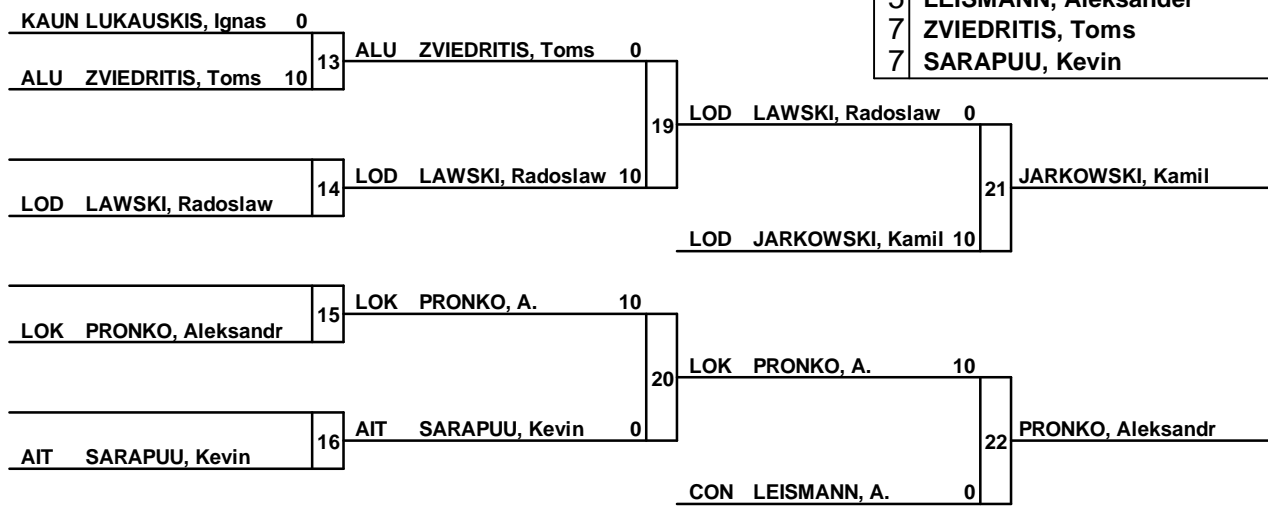 5 LEISMANN, Aleksander
7 ZVIEDRITIS, Toms
7 SARAPUU, Kevin
KAUN LUKAUSKIS, Ignas 0
13
ALU ZVIEDRITIS, Toms 10
ALU ZVIEDRITIS, Toms 0
19
LOD LAWSKI, Radoslaw 0
14
LOD LAWSKI, Radoslaw
LOD LAWSKI, Radoslaw 10
21
JARKOWSKI, Kamil
LOD JARKOWSKI, Kamil 10
15
LOK PRONKO, Aleksandr
LOK PRONKO, A. 10
20
LOK PRONKO, A. 10
16
AIT SARAPUU, Kevin
AIT SARAPUU, Kevin 0
22
PRONKO, Aleksandr
CON LEISMANN, A. 0